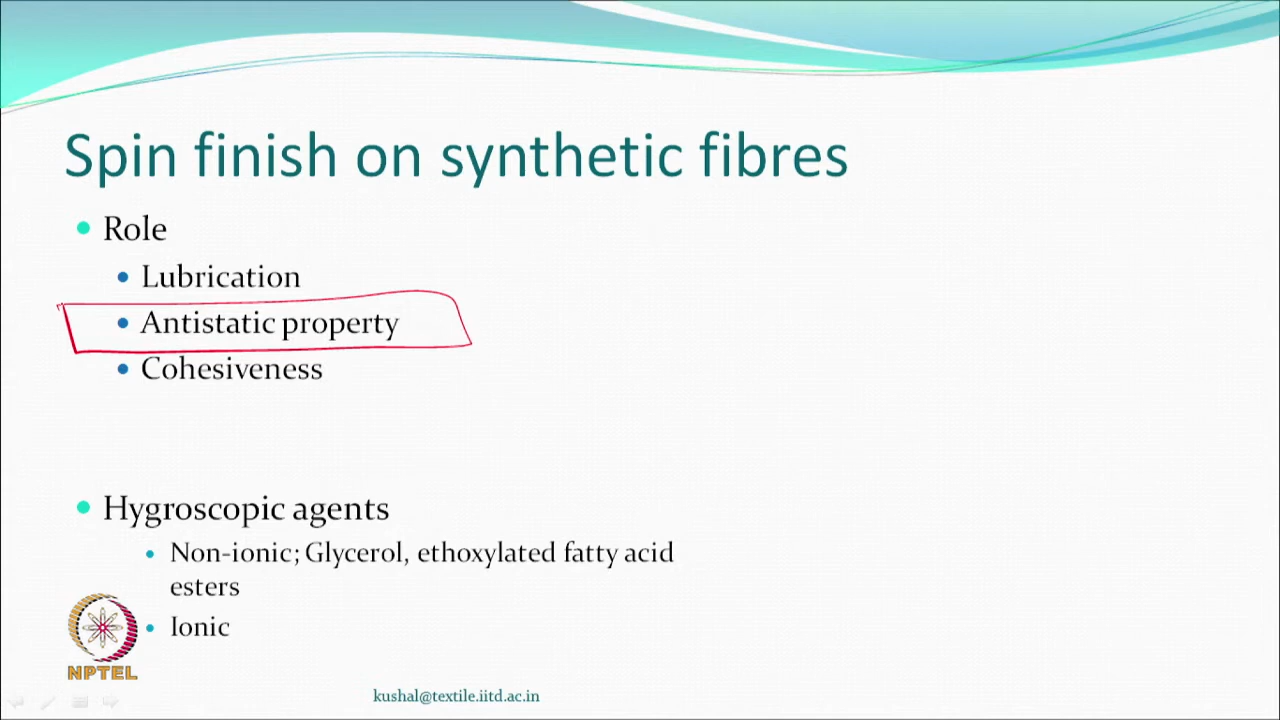 Spin finish on synthetic fibres
Role
Lubrication
Antistatic property
Cohesiveness
Hygroscopic agents
Non-ionic; Glycerol, ethoxylated fatty acid
esters
Ionic
NPTEL
kushal@textile.iitd.ac.in